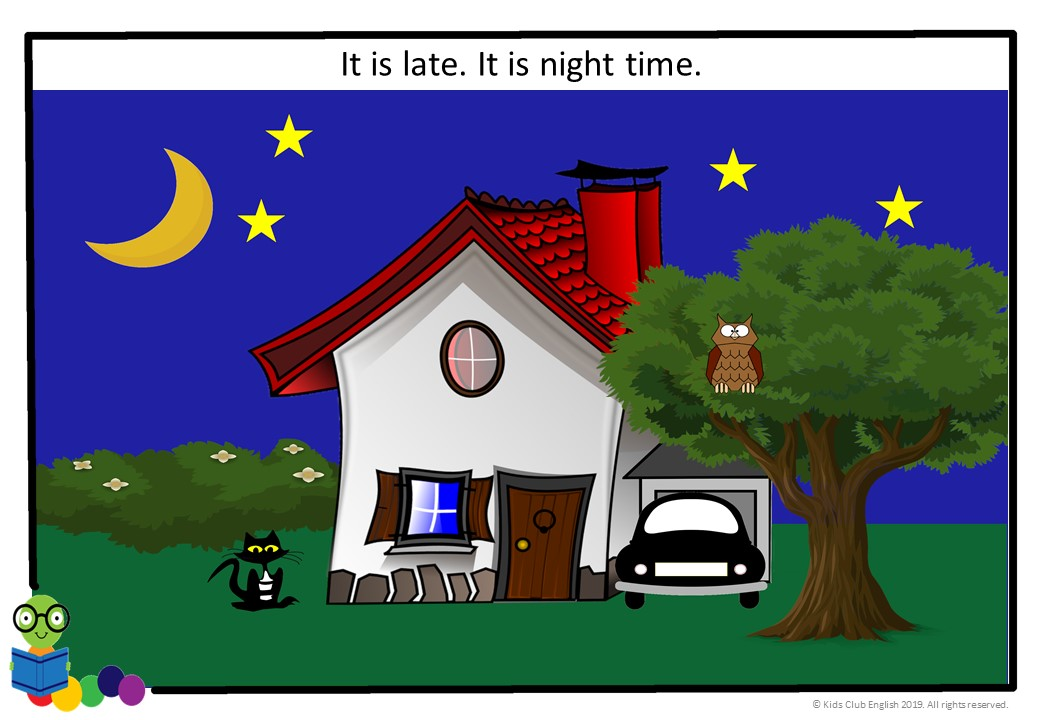 It is late. It is night time.
© Kids Club English 2019. All rights reserved.